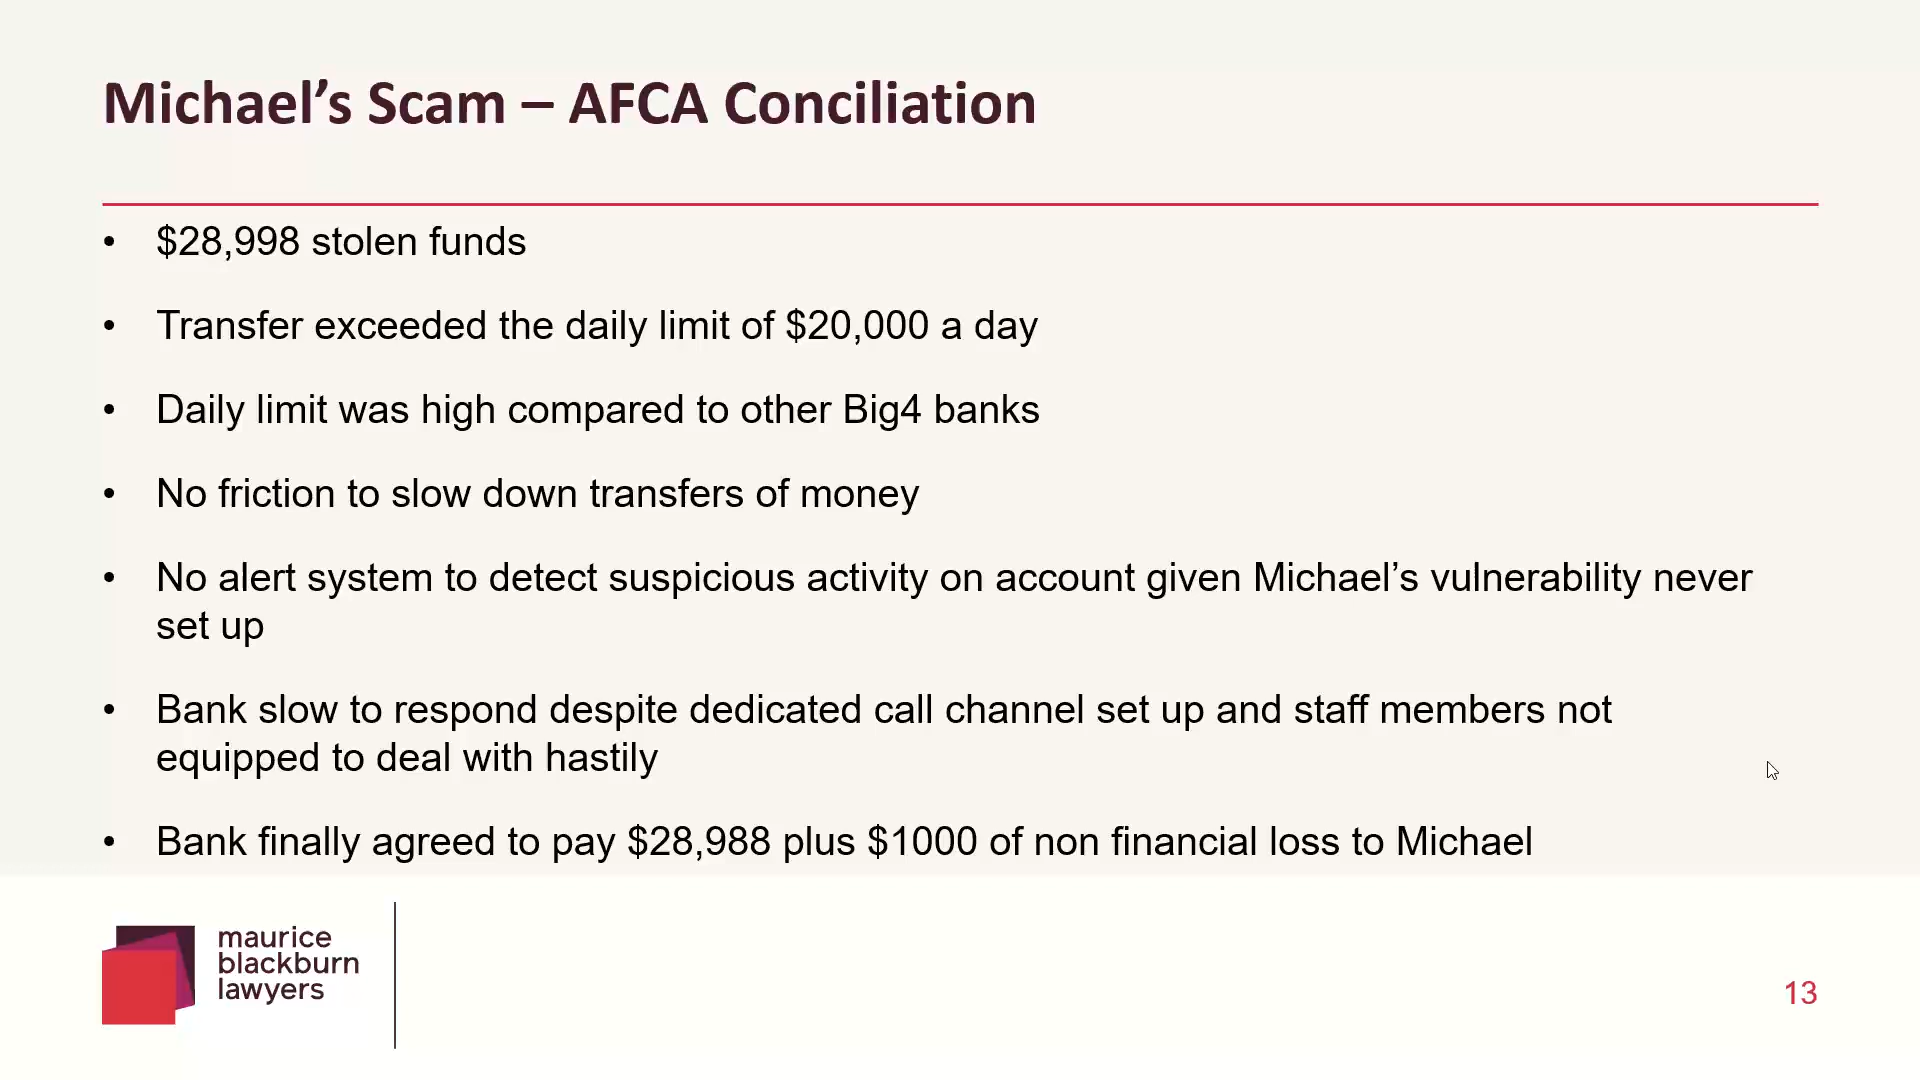 Michael’s Scam – AFCA Conciliation
• $28,998 stolen funds
• Transfer exceeded the daily limit of $20,000 a day
• Daily limit was high compared to other Big4 banks
• No friction to slow down transfers of money
• No alert system to detect suspicious activity on account given Michael’s vulnerability never
set up
• Bank slow to respond despite dedicated call channel set up and staff members not
equipped to deal with hastily
• Bank finally agreed to pay $28,988 plus $1000 of non financial loss to Michael
maurice
blackburn
lawyers
13